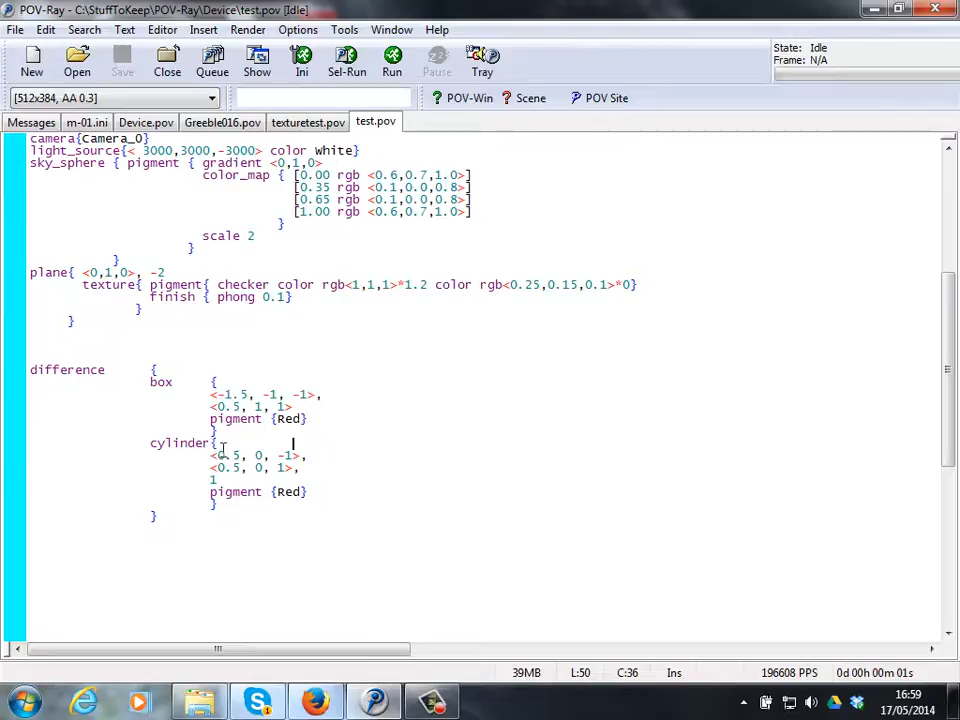 POV-Ray - C:\StuffToKeep\POV-Ray\Device\test.pov [Idle]
File Edit Search Text Editor Insert Render Options Tools Window Help
New Open Save Close Queue Show Ini Sel-Run Run Pause Tray
State: Idle
Frame: N/A
[512x384, AA 0.3] POV-Win Scene POV Site
Messages m-01.ini Device.pov Greeble016.pov texturetest.pov test.pov
camera{Camera_0}
light_source{< 3000,3000,-3000> color White}
sky_sphere { pigment { gradient <0,1,0>
color_map { [0.00 rgb <0.6,0.7,1.0>]
[0.35 rgb <0.1,0.0,0.8>]
[0.65 rgb <0.1,0.0,0.8>]
[1.00 rgb <0.6,0.7,1.0>]
}
scale 2
}
}
plane{ <0,1,0>, -2
texture{ pigment{ checker color rgb<1,1,1>*1.2 color rgb<0.25,0.15,0.1>*0}
finish { phong 0.1}
}
}
difference {
box {
<-1.5, -1, -1>,
<0.5, 1, 1>
pigment {Red}
}
cylinder{
<0.5, 0, -1>,
<0.5, 0, 1>,
1
pigment {Red}
}
}
39MB L:50 C:36 Ins 196608 PPS 0d 00h 00m 01s
16:59
17/05/2014